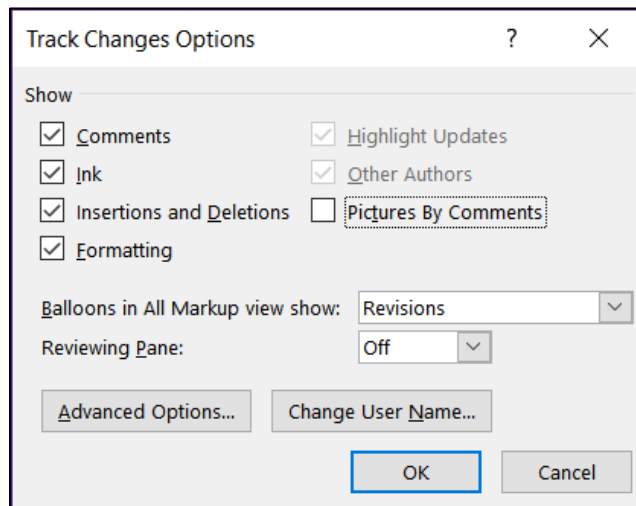 Track Changes Options ?
Show
Comments
Highlight Updates
Ink
Other Authors
Insertions and Deletions
Pictures By Comments
Formatting
Balloons in All Markup view show: Revisions
Reviewing Pane: Off
Advanced Options... Change User Name...
OK Cancel